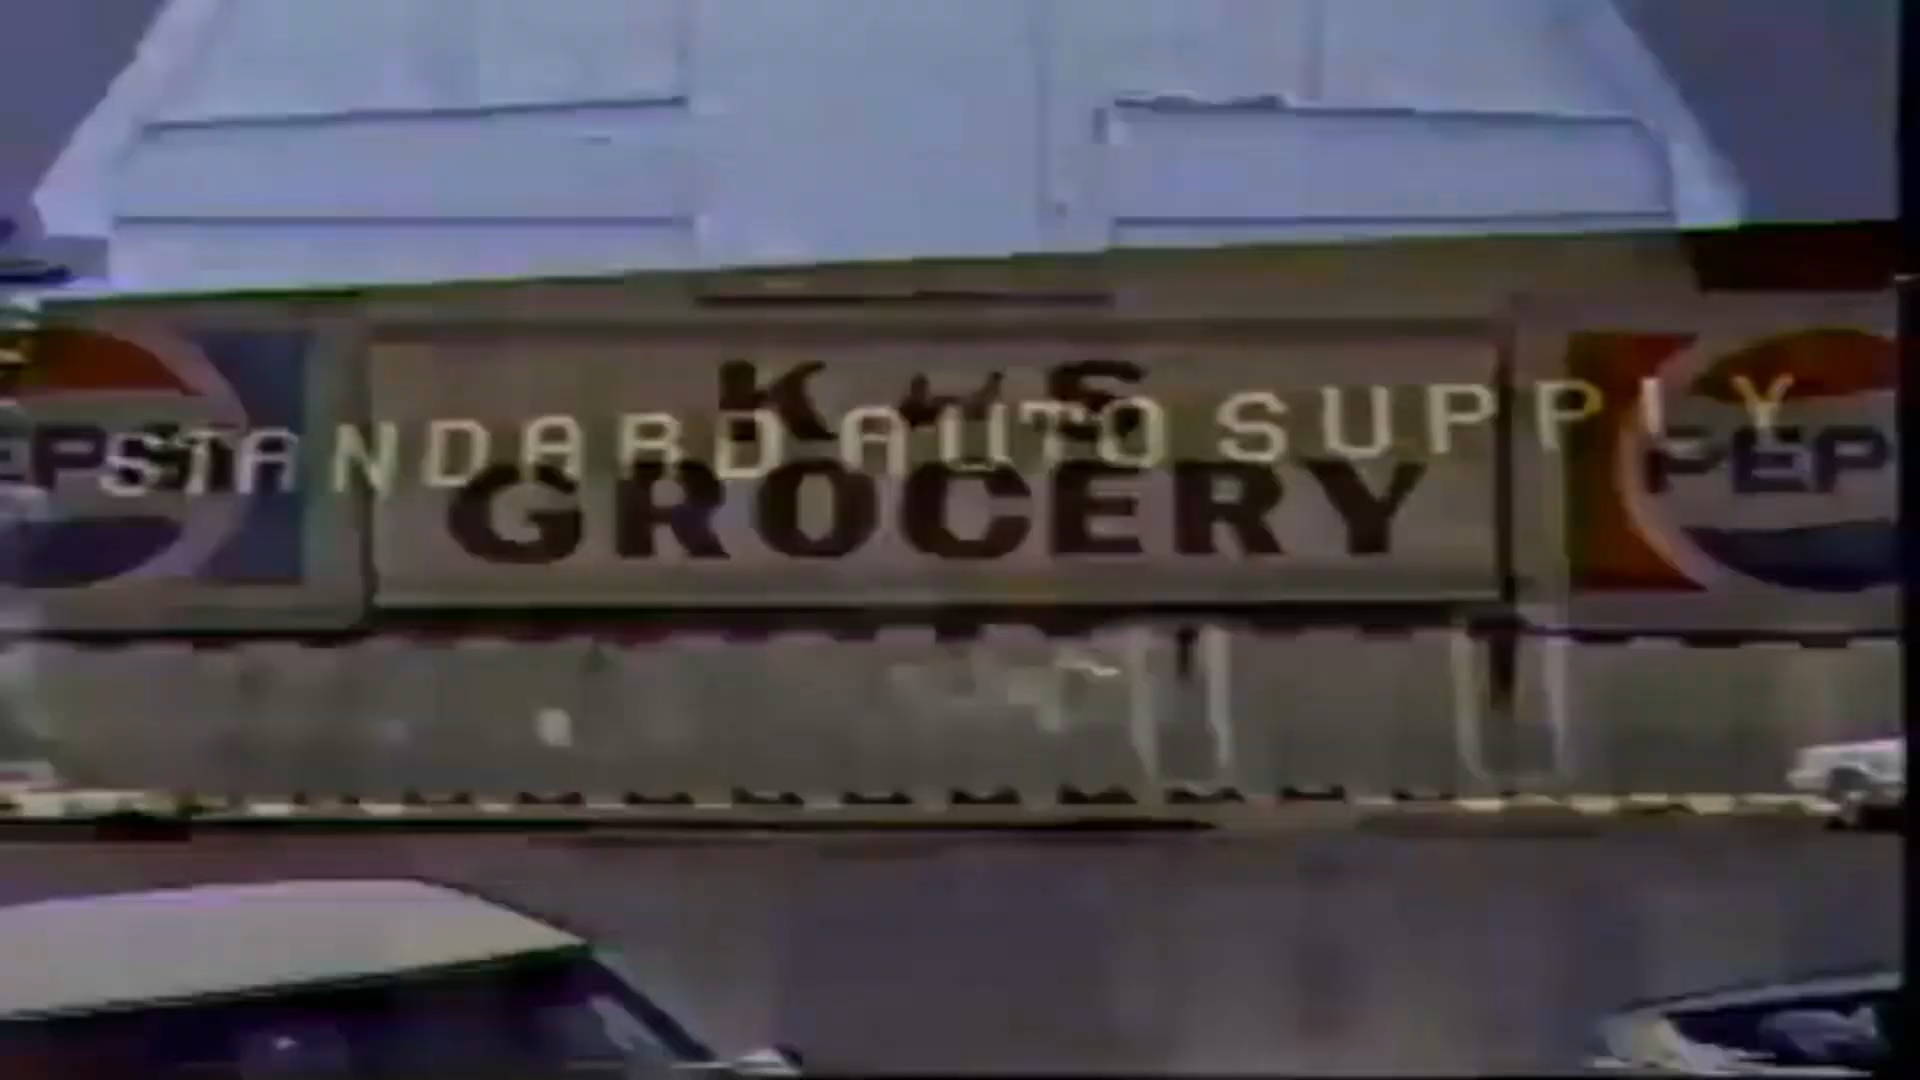 K & S
STANDARD AUTO SUPPLY
GROCERY
PEPSI
PEP